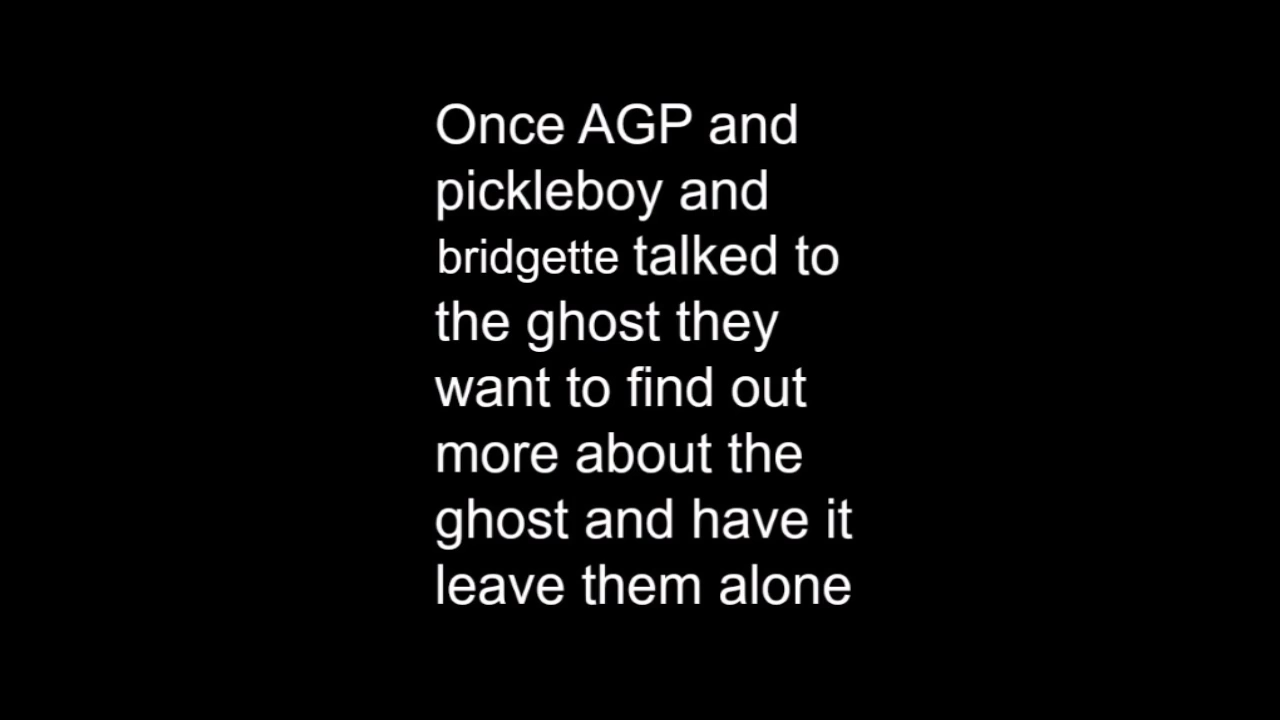 Once AGP and
pickleboy and
bridgette talked to
the ghost they
want to find out
more about the
ghost and have it
leave them alone